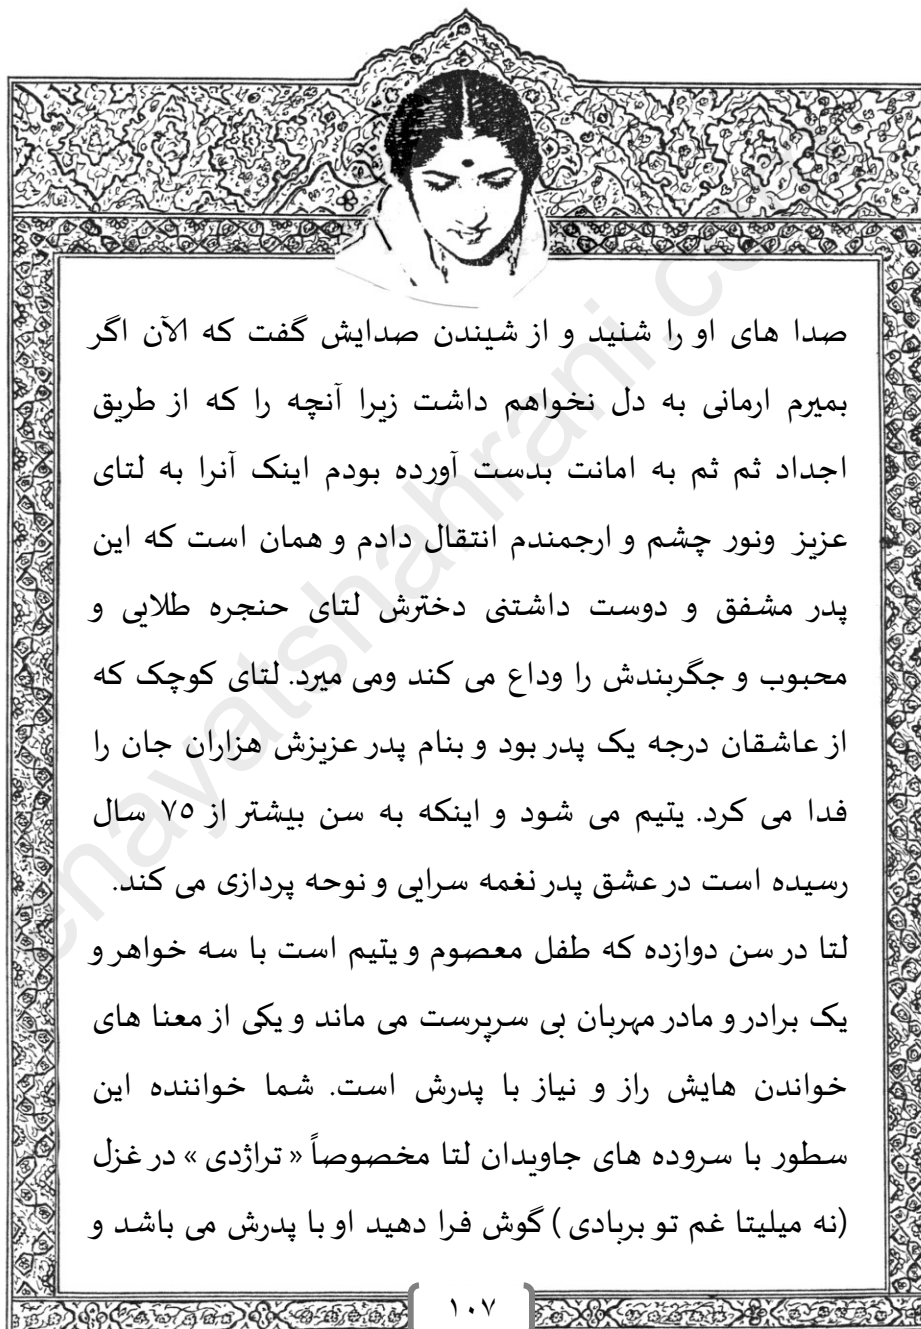 صدا های او را شنید و از شیندن صدایش گفت که الآن اگر
بمیرم ارمانی به دل نخواهم داشت زیرا آنچه را که از طریق
اجداد ثم ثم به امانت بدست آورده بودم اینک آنرا به لتای
عزیز ونور چشم و ارجمندم انتقال دادم و همان است که این
پدر مشفق و دوست داشتنی دخترش لتای حنجره طلایی و
محبوب و جگربندش را وداع می کند ومی میرد. لتای کوچک که
از عاشقان درجه یک پدر بود و بنام پدر عزیزش هزاران جان را
فدا می کرد. یتیم می شود و اینکه به سن بیشتر از ۷۵ سال
رسیده است در عشق پدر نغمه سرایی و نوحه پردازی می کند.
لتا در سن دوازده که طفل معصوم و یتیم است با سه خواهر و
یک برادر و مادر مهربان بی سرپرست می ماند و یکی از معنا های
خواندن هایش راز و نیاز با پدرش است. شما خواننده این
سطور با سروده های جاویدان لتا مخصوصاً « تراژدی » در غزل
(نه میلیتا غم تو بربادی ) گوش فرا دهید او با پدرش می باشد و
۱۰۷
enayatshahrani.com